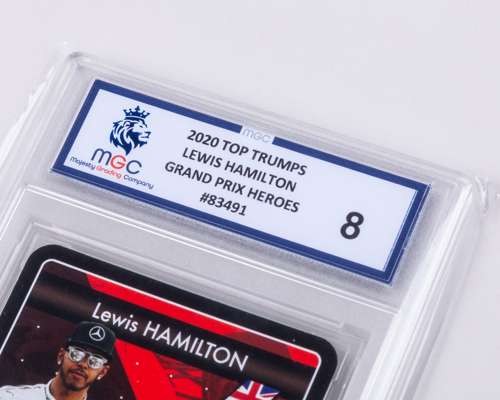 MGC
2020 TOP TRUMPS
LEWIS HAMILTON
GRAND PRIX HEROES
#83491
8
MGC
Majesty Grading Company
Lewis HAMILTON